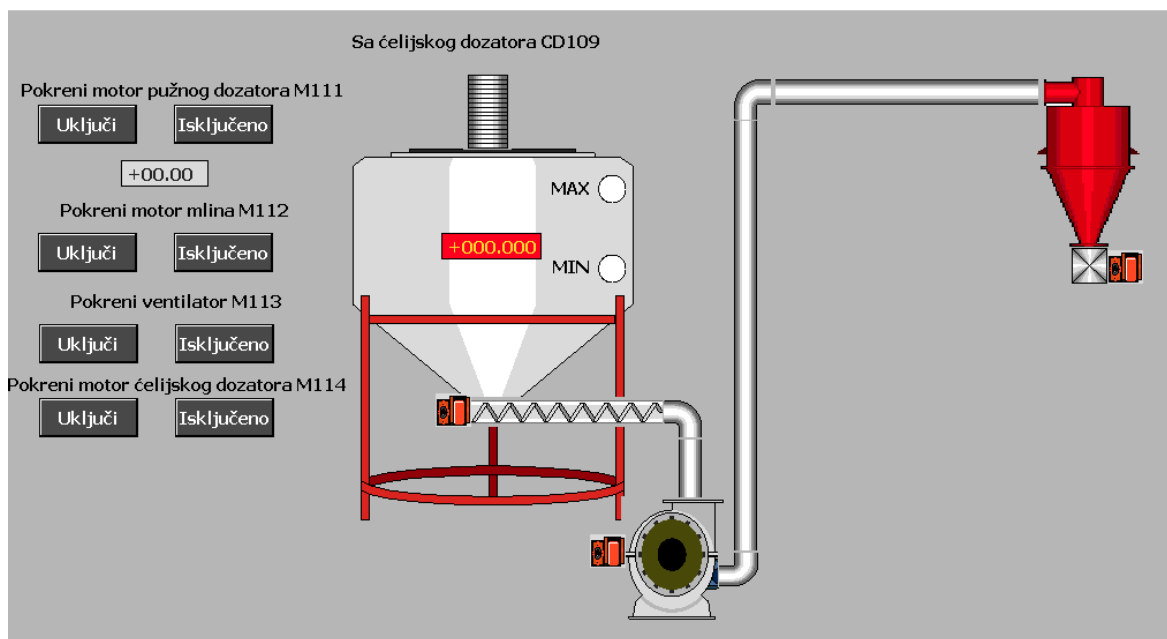 Sa ćelijskog dozatora CD109
Pokreni motor pužnog dozatora M111
Uključi Isključeno
+00.00
Pokreni motor mlina M112
Uključi Isključeno
Pokreni ventilator M113
Uključi Isključeno
Pokreni motor ćelijskog dozatora M114
Uključi Isključeno
MAX
+000.000
MIN